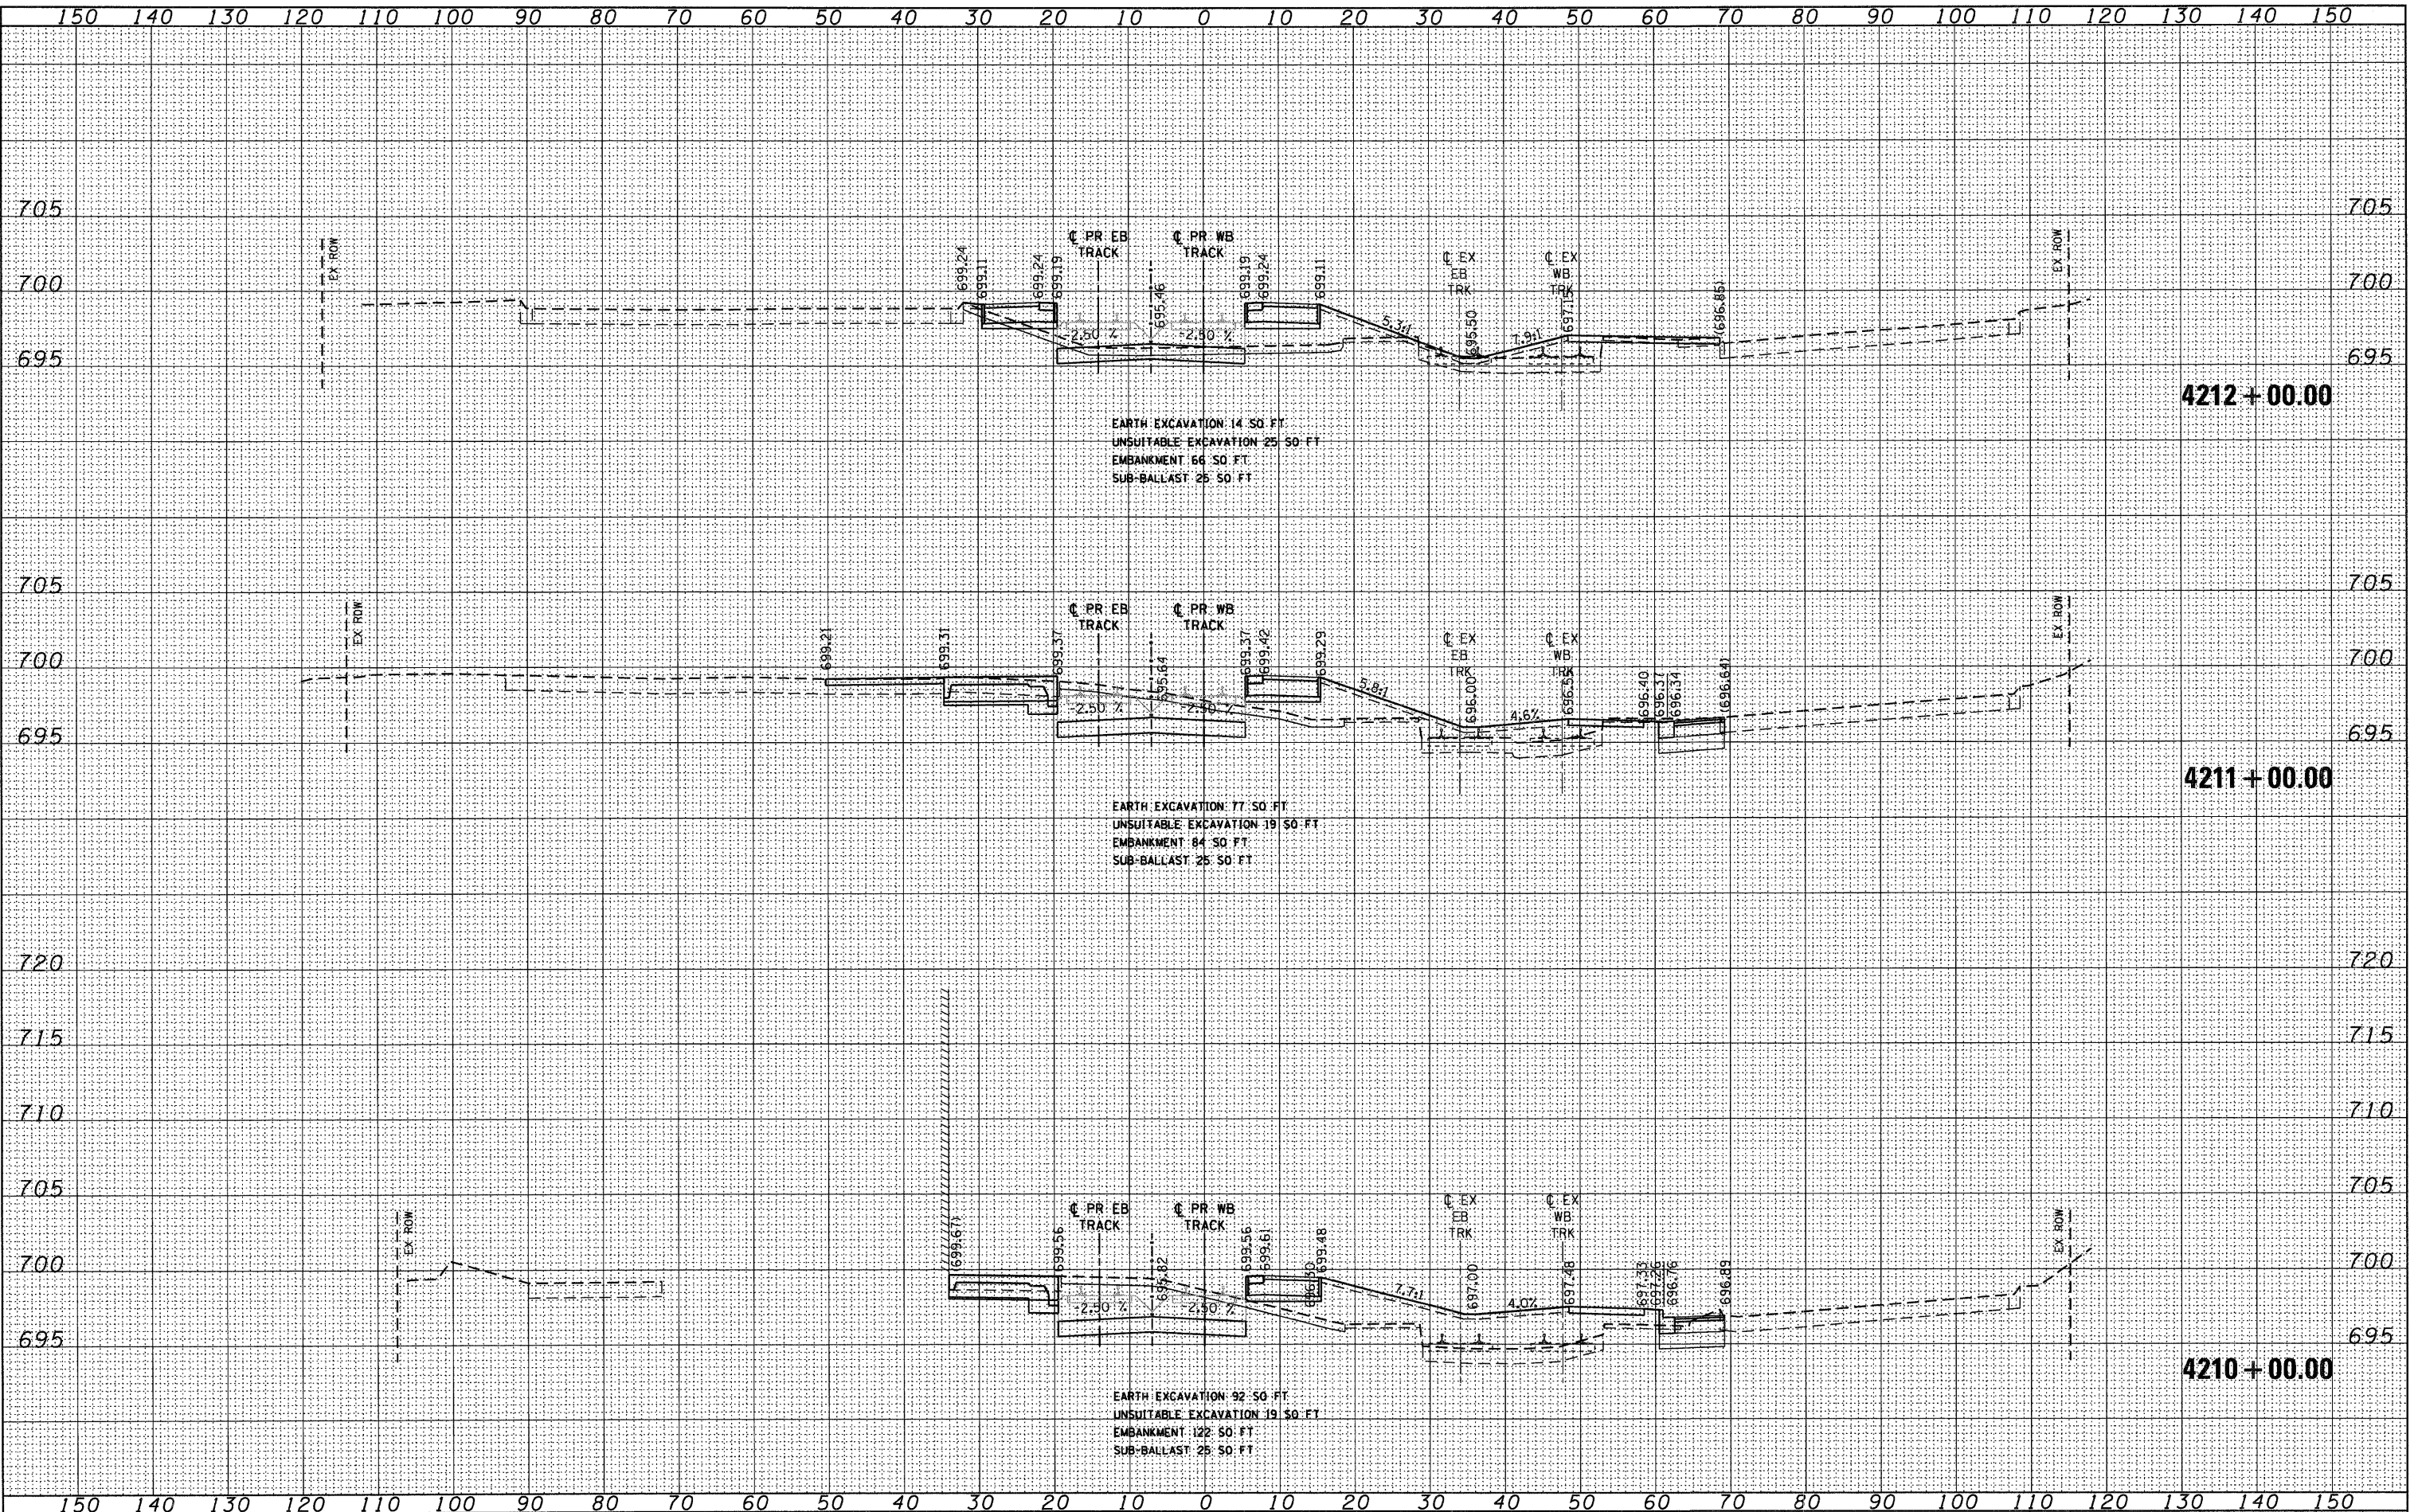 150 140 130 120 110 100 90 80 70 60 50 40 30 20 10 0 10 20 30 40 50 60 70 80 90 100 110 120 130 140 150
705 705
EX ROW
699.24
699.11
699.24
699.19
℄ PR EB
TRACK
695.46
℄ PR WB
TRACK
699.19
699.24
699.11
℄ EX
EB
TRK
695.50
℄ EX
WB
TRK
697.15
(696.85)
EX ROW
700 700
-2.50 %
-2.50 %
5.3:1
7.9:1
695 695
4212+00.00
EARTH EXCAVATION 14 SQ FT
UNSUITABLE EXCAVATION 25 SQ FT
EMBANKMENT 66 SQ FT
SUB-BALLAST 25 SQ FT
705 705
EX ROW
699.21
699.31
699.37
℄ PR EB
TRACK
695.64
℄ PR WB
TRACK
699.37
699.42
699.29
℄ EX
EB
TRK
696.00
℄ EX
WB
TRK
696.40
696.37
696.34
(696.64)
EX ROW
700 700
-2.50 %
-2.50 %
5.8:1
4.6%
695 695
4211+00.00
EARTH EXCAVATION 77 SQ FT
UNSUITABLE EXCAVATION 19 SQ FT
EMBANKMENT 84 SQ FT
SUB-BALLAST 25 SQ FT
720 720
715 715
710 710
705 705
EX ROW
(699.67)
699.56
℄ PR EB
TRACK
695.82
℄ PR WB
TRACK
699.56
699.61
696.30
699.48
℄ EX
EB
TRK
697.00
℄ EX
WB
TRK
697.48
697.33
697.26
696.76
696.89
EX ROW
700 700
-2.50 %
-2.50 %
7.7:1
4.0%
695 695
4210+00.00
EARTH EXCAVATION 92 SQ FT
UNSUITABLE EXCAVATION 19 SQ FT
EMBANKMENT 122 SQ FT
SUB-BALLAST 25 SQ FT
150 140 130 120 110 100 90 80 70 60 50 40 30 20 10 0 10 20 30 40 50 60 70 80 90 100 110 120 130 140 150